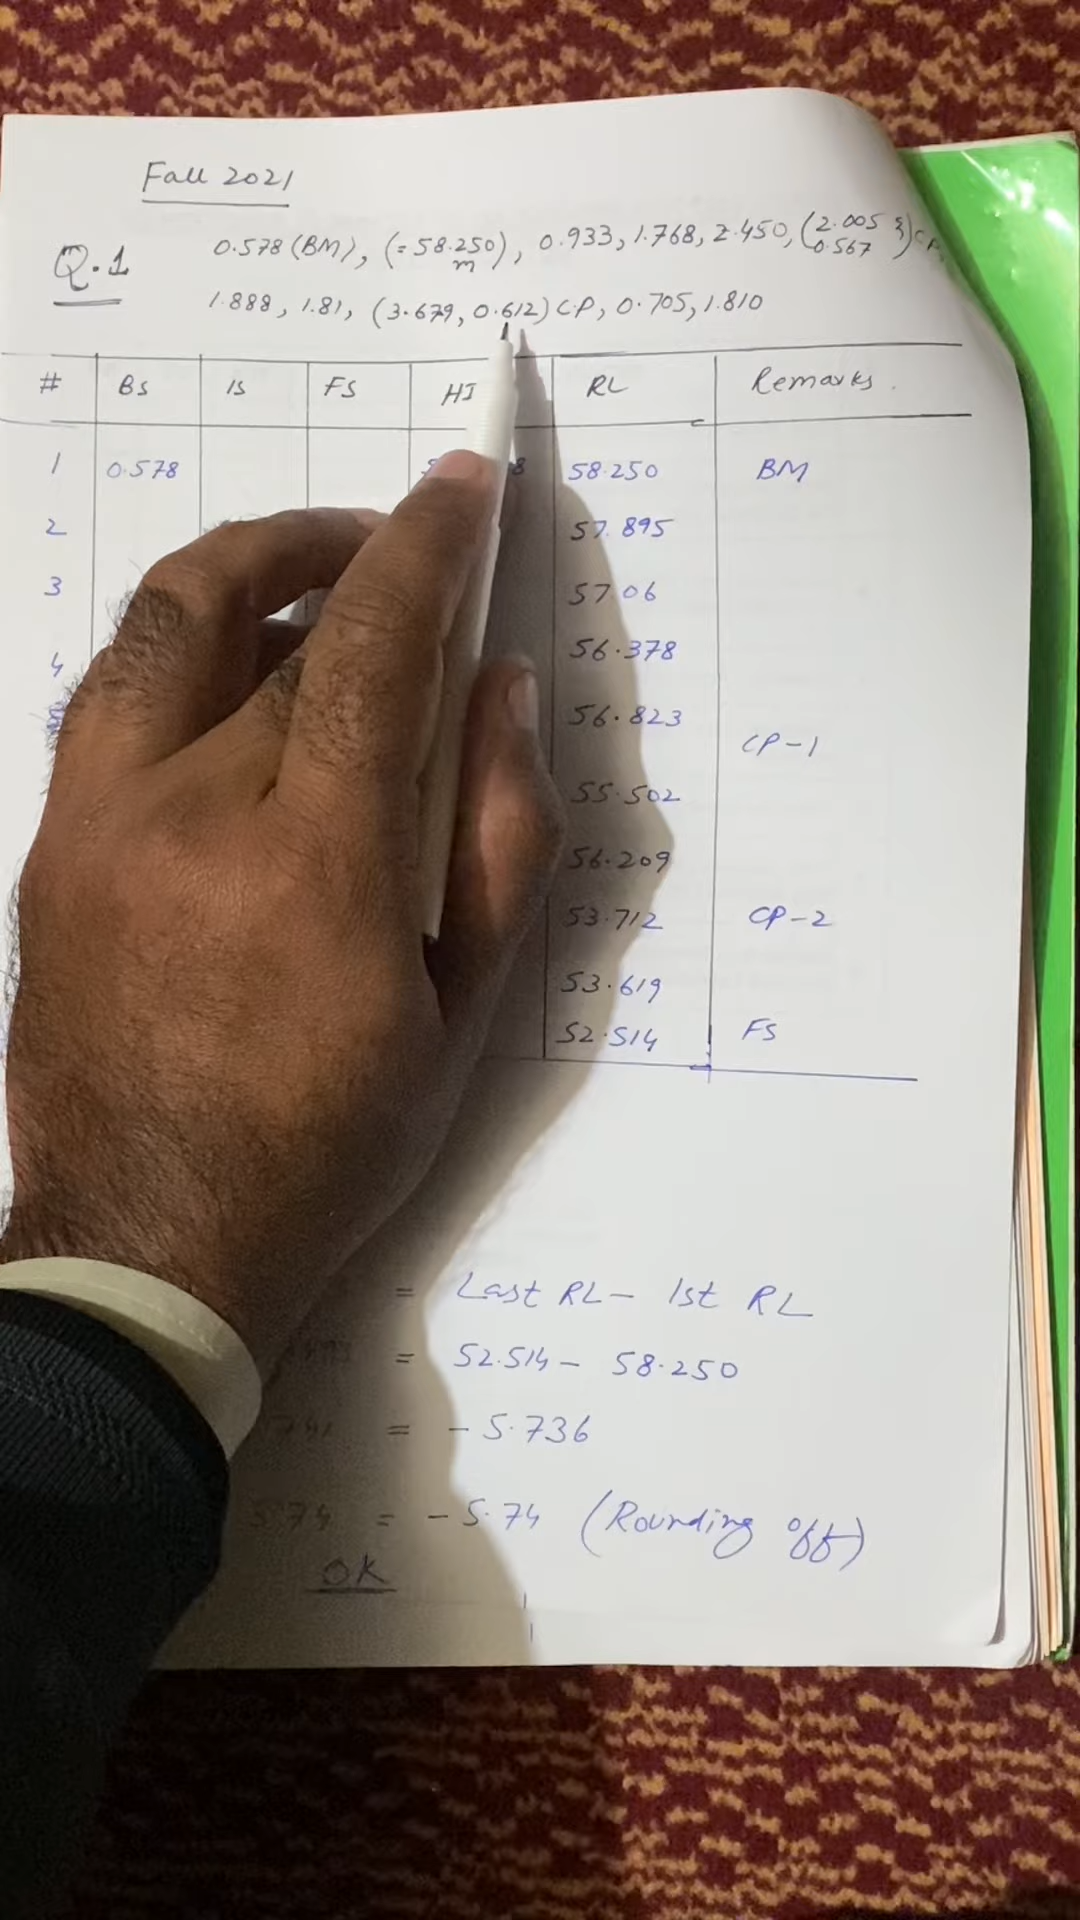 Fall 2021
Q.1 0.578 (BM), (= 58.250 m), 0.933, 1.768, 2.450, (2.005 & 0.567) CP,
1.888, 1.81, (3.679, 0.612) CP, 0.705, 1.810
# BS IS FS HI RL Remarks.
1 0.578 58.250 BM
2 57.895
3 57.06
4 56.378
56.823 CP-1
55.502
56.209
53.712 CP-2
53.619
52.514 FS
= Last RL - 1st RL
= 52.514 - 58.250
= - 5.736
= - 5.74 (Rounding off)
OK